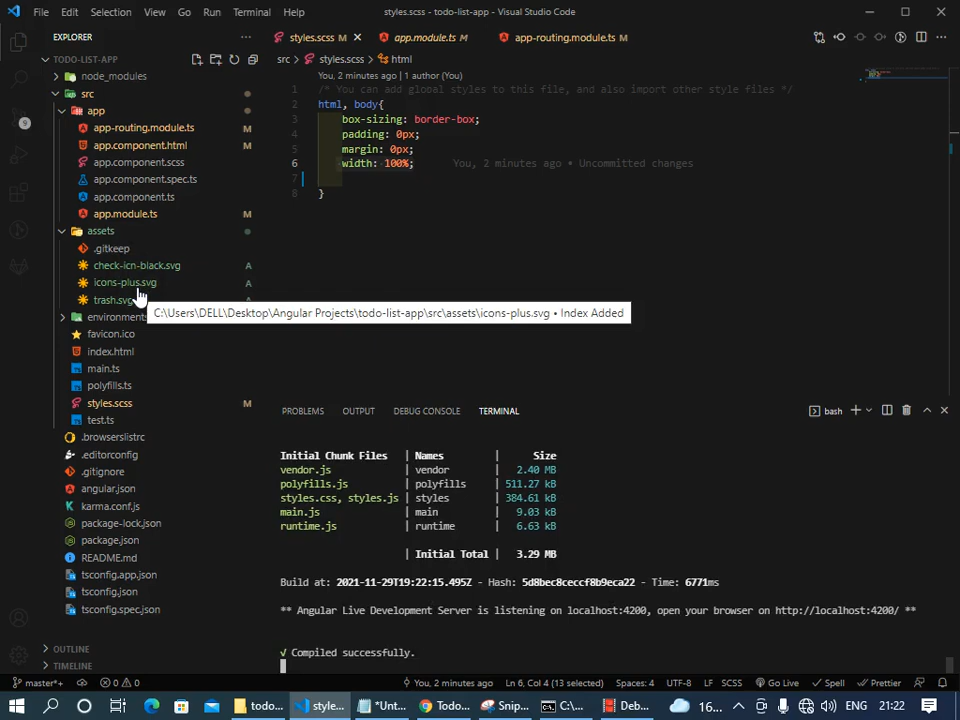 File Edit Selection View Go Run Terminal Help
styles.scss - todo-list-app - Visual Studio Code
EXPLORER
styles.scss M
app.module.ts M
app-routing.module.ts M
TODO-LIST-APP
src > styles.scss > html
node_modules
src
app
app-routing.module.ts M
app.component.html M
app.component.scss
app.component.spec.ts
app.component.ts
app.module.ts M
assets
.gitkeep
check-icn-black.svg A
icons-plus.svg A
trash.svg A
C:\Users\DELL\Desktop\Angular Projects\todo-list-app\src\assets\icons-plus.svg • Index Added
environments
favicon.ico
index.html
main.ts
polyfills.ts
styles.scss M
test.ts
.browserslistrc
.editorconfig
.gitignore
angular.json
karma.conf.js
package-lock.json
package.json
README.md
tsconfig.app.json
tsconfig.json
tsconfig.spec.json
OUTLINE
TIMELINE
You, 2 minutes ago | 1 author (You)
1 /* You can add global styles to this file, and also import other style files */
2 html, body{
3 box-sizing: border-box;
4 padding: 0px;
5 margin: 0px;
6 width: 100%; You, 2 minutes ago • Uncommitted changes
7
8 }
PROBLEMS OUTPUT DEBUG CONSOLE TERMINAL
bash
Initial Chunk Files | Names | Size
vendor.js | vendor | 2.40 MB
polyfills.js | polyfills | 511.27 kB
styles.css, styles.js | styles | 384.61 kB
main.js | main | 9.03 kB
runtime.js | runtime | 6.63 kB
| Initial Total | 3.29 MB
Build at: 2021-11-29T19:22:15.495Z - Hash: 5d8bec8ceccf8b9eca22 - Time: 6771ms
** Angular Live Development Server is listening on localhost:4200, open your browser on http://localhost:4200/ **
√ Compiled successfully.
master*+ 0 0
You, 2 minutes ago Ln 6, Col 4 (13 selected) Spaces: 4 UTF-8 LF SCSS Go Live Spell Prettier
todo... style... *Unt... Todo... Snip... C:\... Deb... 16... ENG 21:22